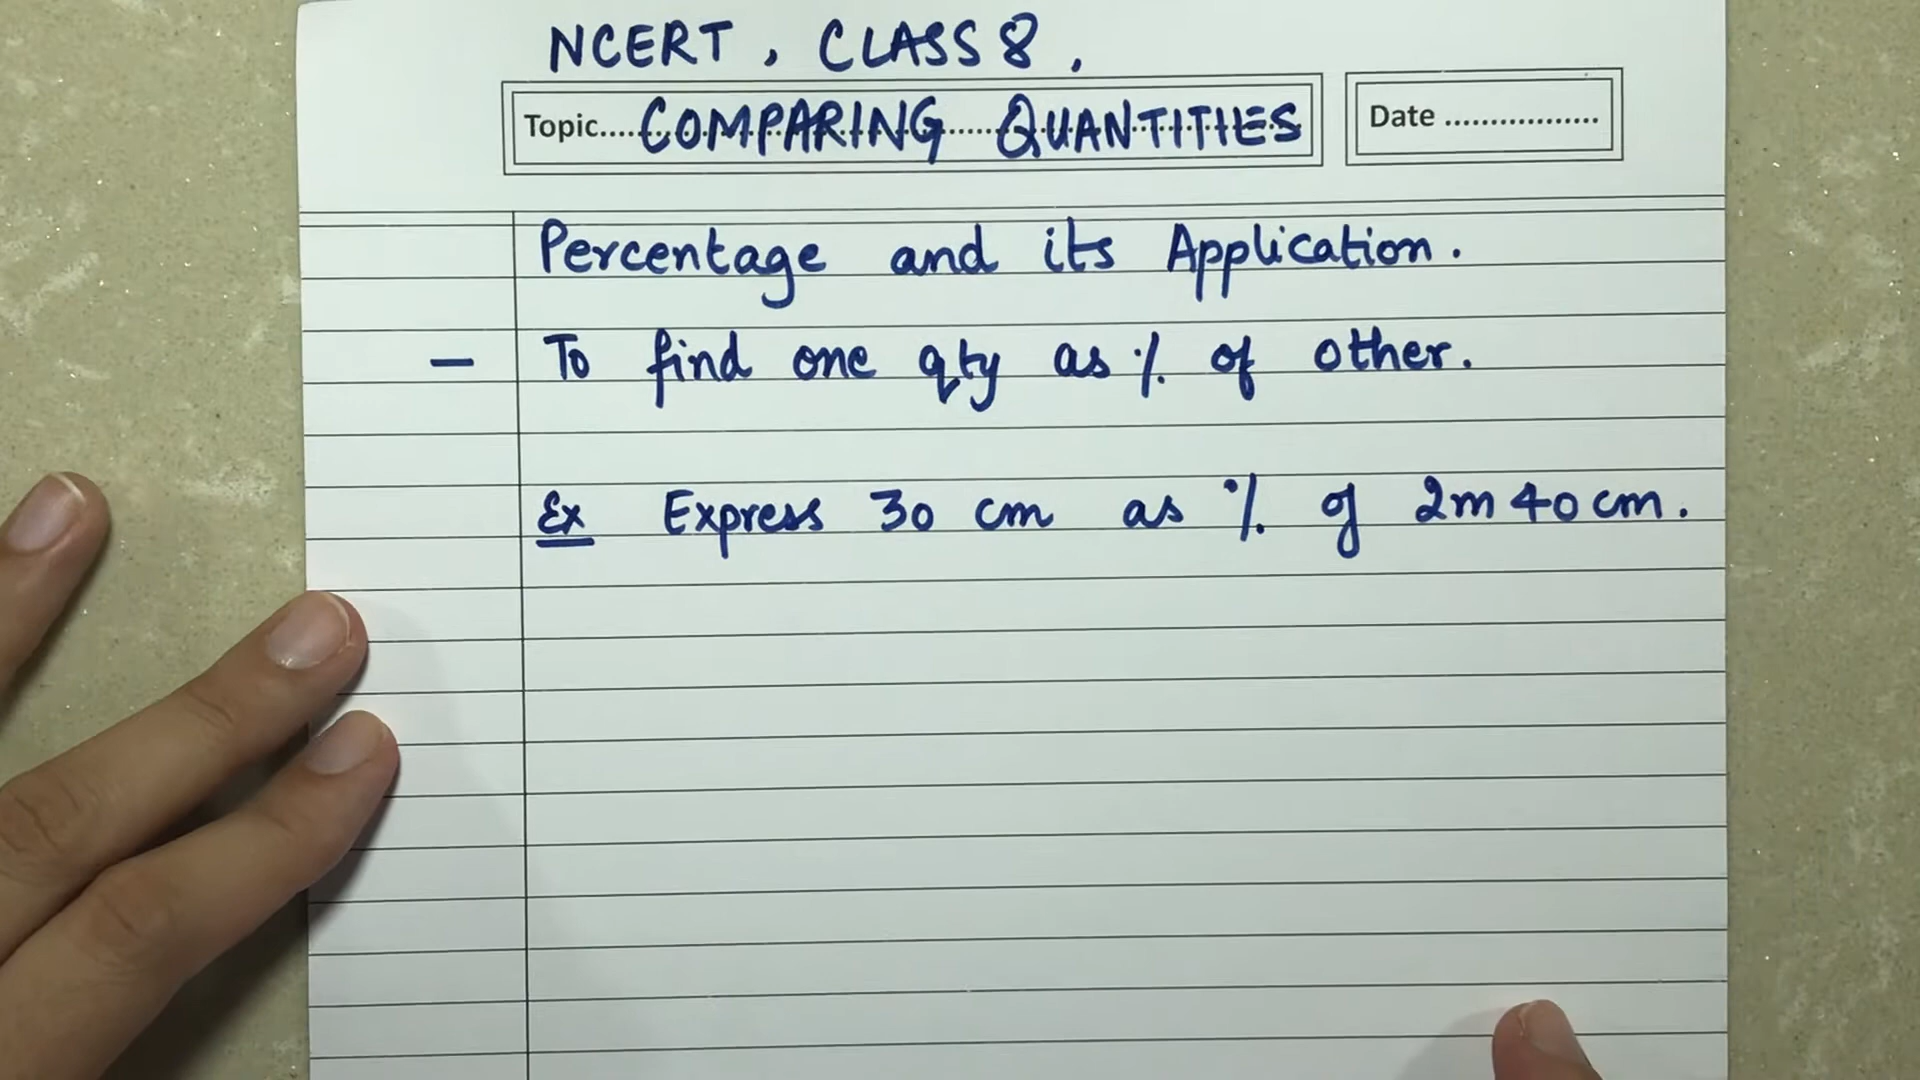 NCERT, CLASS 8,
Topic....COMPARING QUANTITIES
Date .................
Percentage and its Application.
— To find one qty as % of other.
Ex Express 30 cm as % of 2m 40 cm.